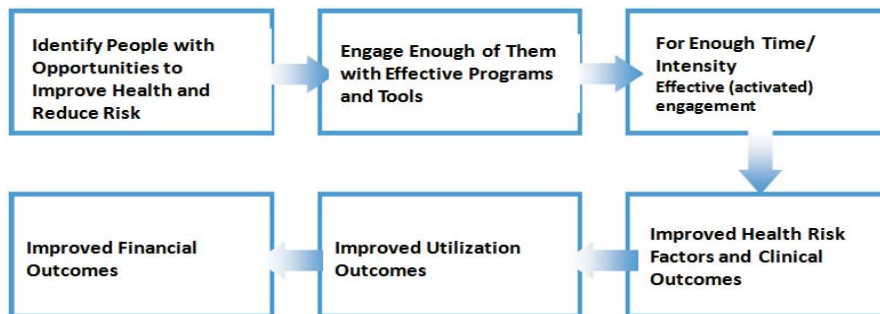 Identify People with
Opportunities to
Improve Health and
Reduce Risk
Engage Enough of Them
with Effective Programs
and Tools
For Enough Time/
Intensity
Effective (activated)
engagement
Improved Health Risk
Factors and Clinical
Outcomes
Improved Utilization
Outcomes
Improved Financial
Outcomes